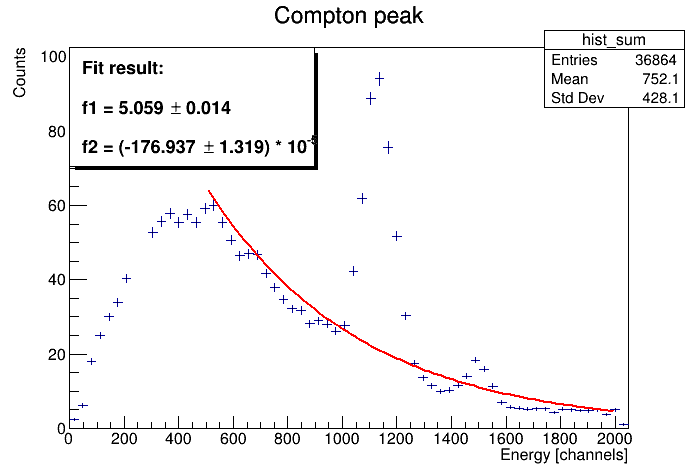 Compton peak
hist_sum
Entries 36864
Mean 752.1
Std Dev 428.1
Counts
Fit result:
f1 = 5.059 ± 0.014
f2 = (-176.937 ± 1.319) * 10
100
80
60
40
20
0
0 200 400 600 800 1000 1200 1400 1600 1800 2000
Energy [channels]